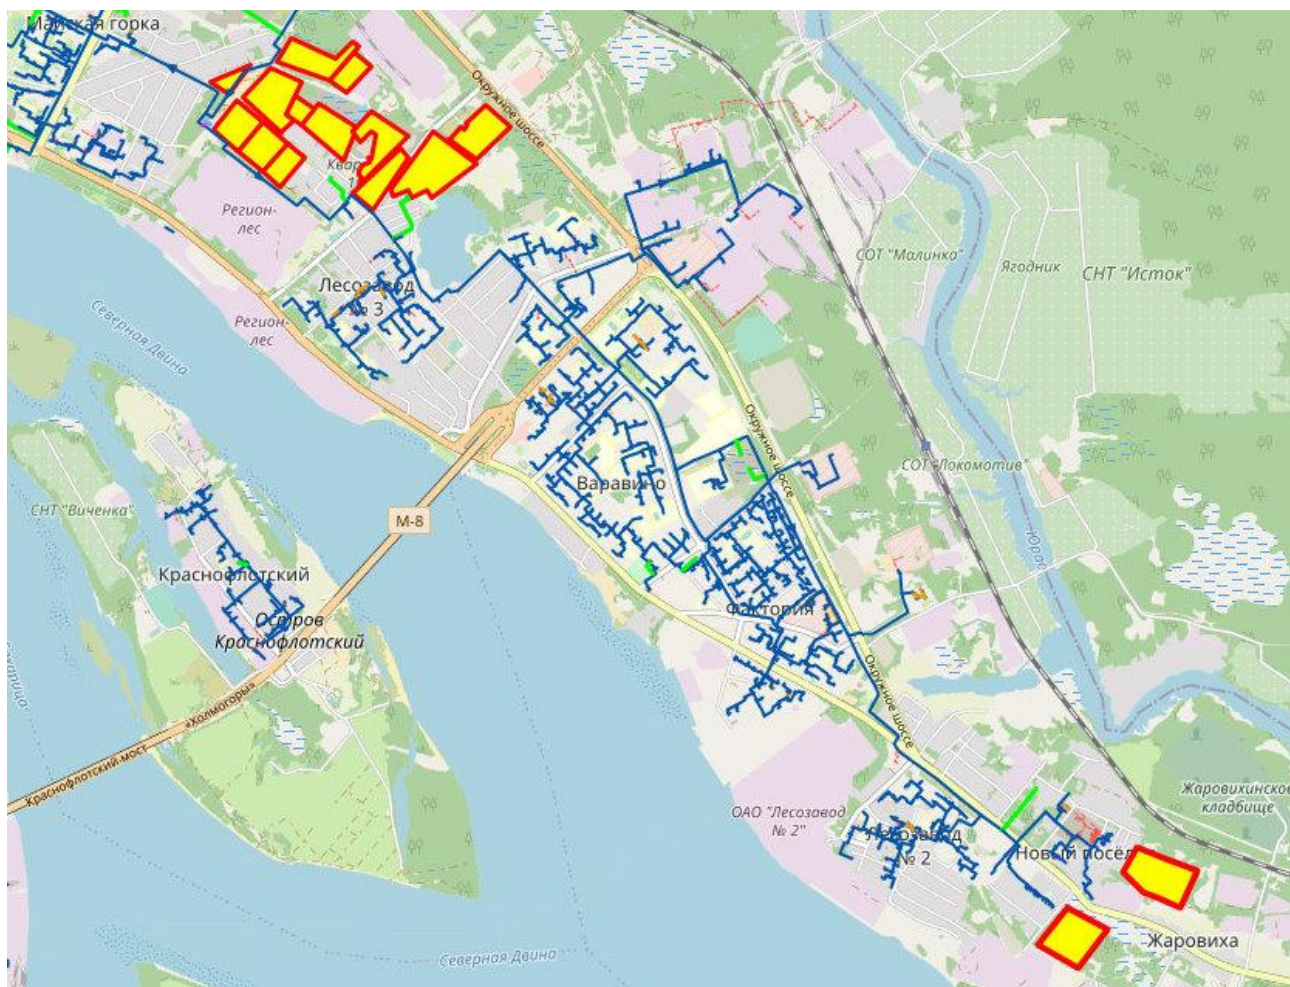 Майская горка
Окружное шоссе
Регион-
лес
СОТ "Малинка"
Ягодник
СНТ "Исток"
Лесозавод
№ 3
Северная Двина
Регион-
лес
Окружное шоссе
СОТ "Локомотив"
Варавино
СНТ "Виченка"
М-8
Юрас
Краснофлотский
Остров
Краснофлотский
Фактория
Окружное шоссе
Краснофлотский мост
«Холмогоры»
ОАО "Лесозавод
№ 2"
Жаровихинское
кладбище
Лесозавод
№ 2
Новый посёл
Жаровиха
Северная Двина